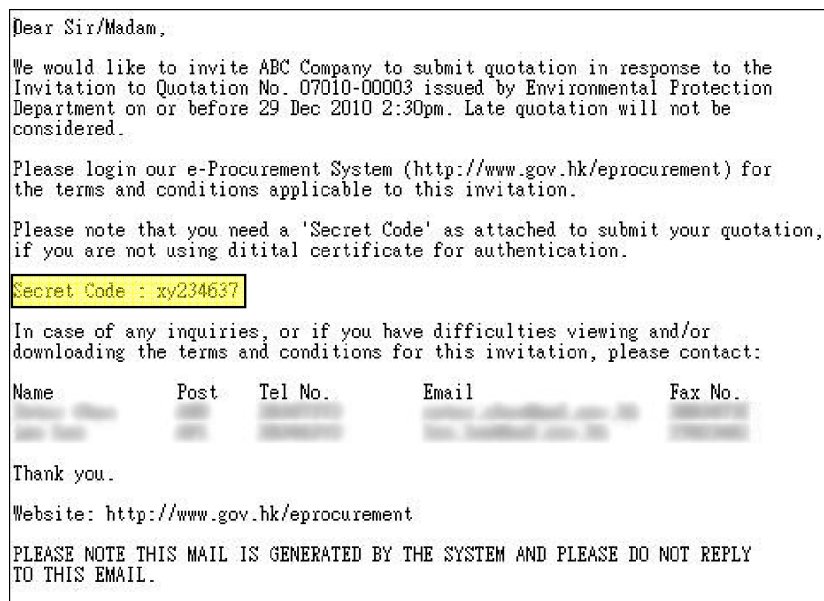 Dear Sir/Madam,
We would like to invite ABC Company to submit quotation in response to the
Invitation to Quotation No. 07010-00003 issued by Environmental Protection
Department on or before 29 Dec 2010 2:30pm. Late quotation will not be
considered.
Please login our e-Procurement System (http://www.gov.hk/eprocurement) for
the terms and conditions applicable to this invitation.
Please note that you need a 'Secret Code' as attached to submit your quotation,
if you are not using ditital certificate for authentication.
Secret Code : xy234637
In case of any inquiries, or if you have difficulties viewing and/or
downloading the terms and conditions for this invitation, please contact:
Name Post Tel No. Email Fax No.
Thank you.
Website: http://www.gov.hk/eprocurement
PLEASE NOTE THIS MAIL IS GENERATED BY THE SYSTEM AND PLEASE DO NOT REPLY
TO THIS EMAIL.